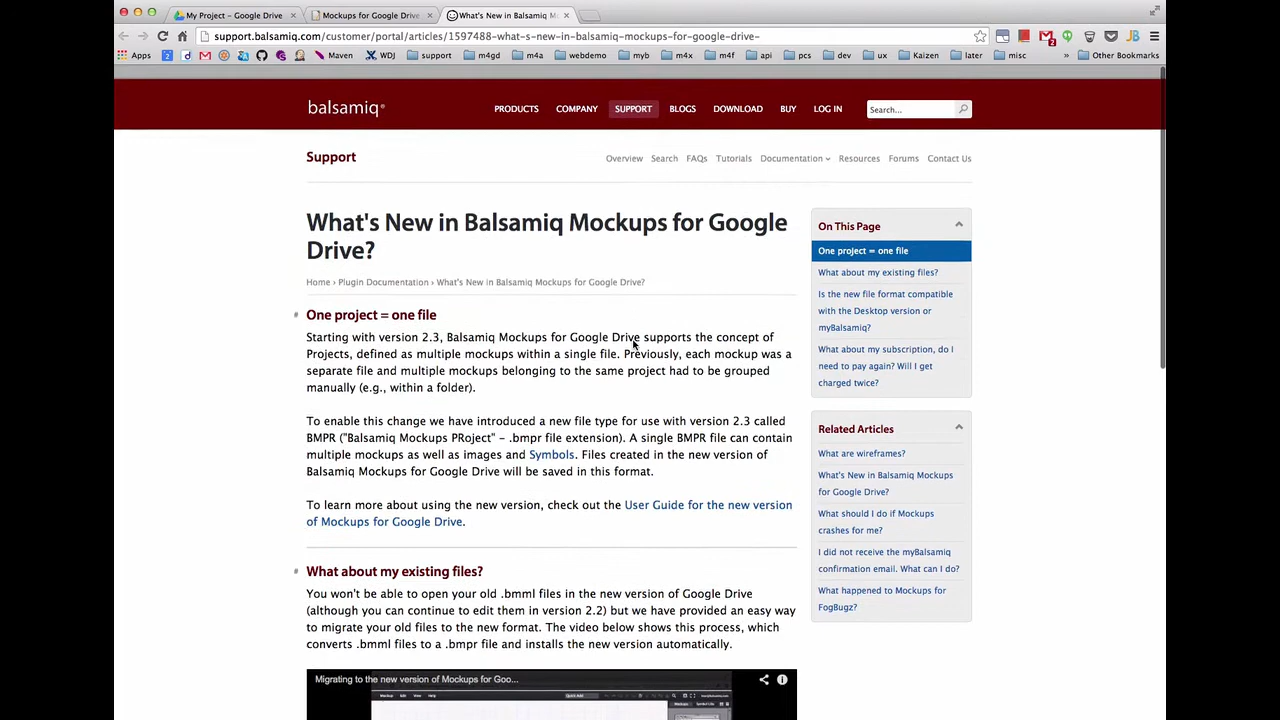 My Project - Google Drive
Mockups for Google Drive
What's New in Balsamiq M
support.balsamiq.com/customer/portal/articles/1597488-what-s-new-in-balsamiq-mockups-for-google-drive-
Apps
Maven
WDJ
support
m4gd
m4a
webdemo
myb
m4x
m4f
api
pcs
dev
ux
Kaizen
later
misc
»
Other Bookmarks
balsamiq®
PRODUCTS
COMPANY
SUPPORT
BLOGS
DOWNLOAD
BUY
LOG IN
Search...
Support
Overview
Search
FAQs
Tutorials
Documentation
Resources
Forums
Contact Us
What's New in Balsamiq Mockups for Google
Drive?
Home › Plugin Documentation › What's New in Balsamiq Mockups for Google Drive?
# One project = one file
Starting with version 2.3, Balsamiq Mockups for Google Drive supports the concept of
Projects, defined as multiple mockups within a single file. Previously, each mockup was a
separate file and multiple mockups belonging to the same project had to be grouped
manually (e.g., within a folder).
To enable this change we have introduced a new file type for use with version 2.3 called
BMPR ("Balsamiq Mockups PRoject" - .bmpr file extension). A single BMPR file can contain
multiple mockups as well as images and Symbols. Files created in the new version of
Balsamiq Mockups for Google Drive will be saved in this format.
To learn more about using the new version, check out the User Guide for the new version
of Mockups for Google Drive.
# What about my existing files?
You won't be able to open your old .bmml files in the new version of Google Drive
(although you can continue to edit them in version 2.2) but we have provided an easy way
to migrate your old files to the new format. The video below shows this process, which
converts .bmml files to a .bmpr file and installs the new version automatically.
Migrating to the new version of Mockups for Goo...
Mockup Edit View Help
Quick Add
On This Page
One project = one file
What about my existing files?
Is the new file format compatible
with the Desktop version or
myBalsamiq?
What about my subscription, do I
need to pay again? Will I get
charged twice?
Related Articles
What are wireframes?
What's New in Balsamiq Mockups
for Google Drive?
What should I do if Mockups
crashes for me?
I did not receive the myBalsamiq
confirmation email. What can I do?
What happened to Mockups for
FogBugz?